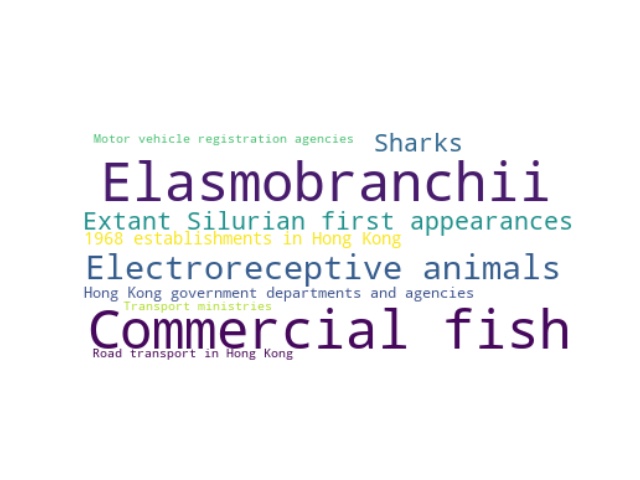 Motor vehicle registration agencies
Sharks
Elasmobranchii
Extant Silurian first appearances
1968 establishments in Hong Kong
Electroreceptive animals
Hong Kong government departments and agencies
Transport ministries
Commercial fish
Road transport in Hong Kong